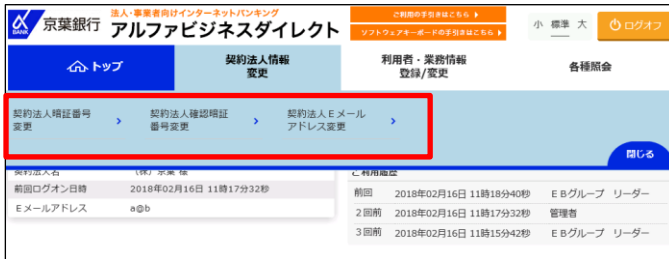 法人・事業者向けインターネットバンキング
京葉銀行 アルファビジネスダイレクト
BANK
ご利用の手引きはこちら
ソフトウェアキーボードの手引きはこちら
小 標準 大
ログオフ
トップ
契約法人情報
変更
利用者・業務情報
登録/変更
各種照会
契約法人暗証番号
変更
契約法人確認暗証
番号変更
契約法人Eメール
アドレス変更
閉じる
契約法人名 (株) 京葉 様
前回ログオン日時 2018年02月16日 11時17分32秒
Eメールアドレス a@b
ご利用履歴
前回 2018年02月16日 11時18分40秒 EBグループ リーダー
2回前 2018年02月16日 11時17分32秒 管理者
3回前 2018年02月16日 11時15分42秒 EBグループ リーダー